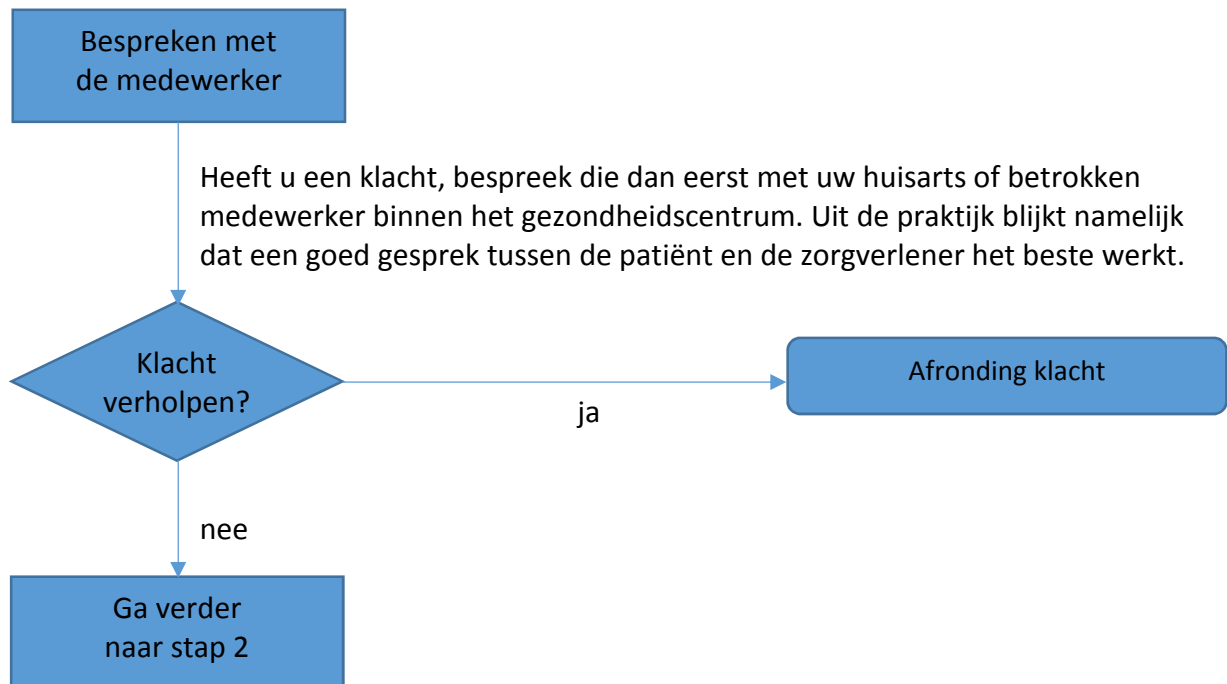 Bespreken met
de medewerker
Heeft u een klacht, bespreek die dan eerst met uw huisarts of betrokken
medewerker binnen het gezondheidscentrum. Uit de praktijk blijkt namelijk
dat een goed gesprek tussen de patiënt en de zorgverlener het beste werkt.
Klacht
verholpen?
Afronding klacht
ja
nee
Ga verder
naar stap 2